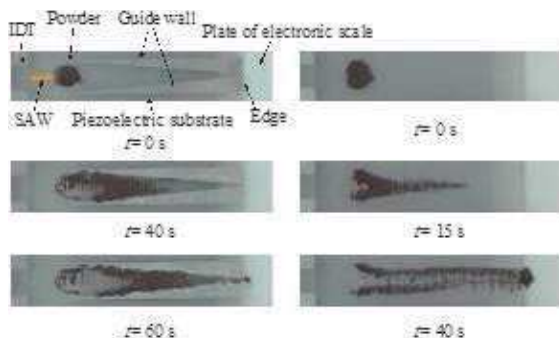 IDT
Powder
Guide wall
Plate of electronic scale
SAW
Piezoelectric substrate
Edge
t= 0 s
t= 0 s
t= 40 s
t= 15 s
t= 60 s
t= 40 s